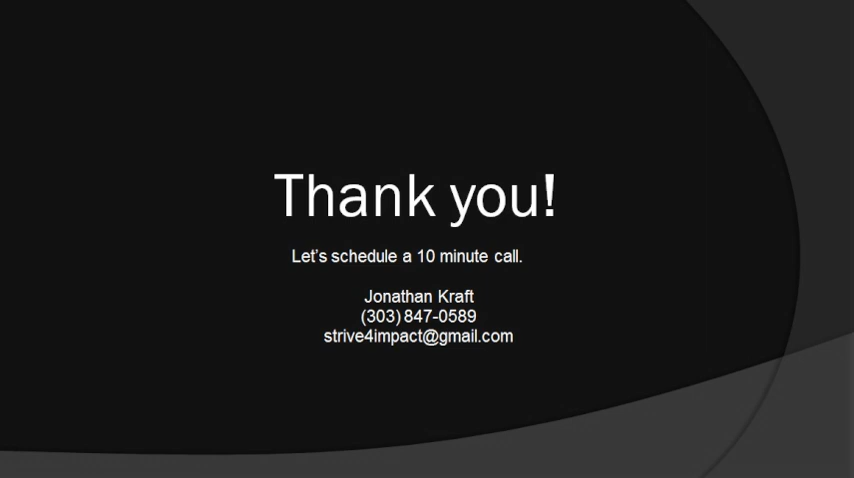 Thank you!
Let's schedule a 10 minute call.
Jonathan Kraft
(303) 847-0589
strive4impact@gmail.com